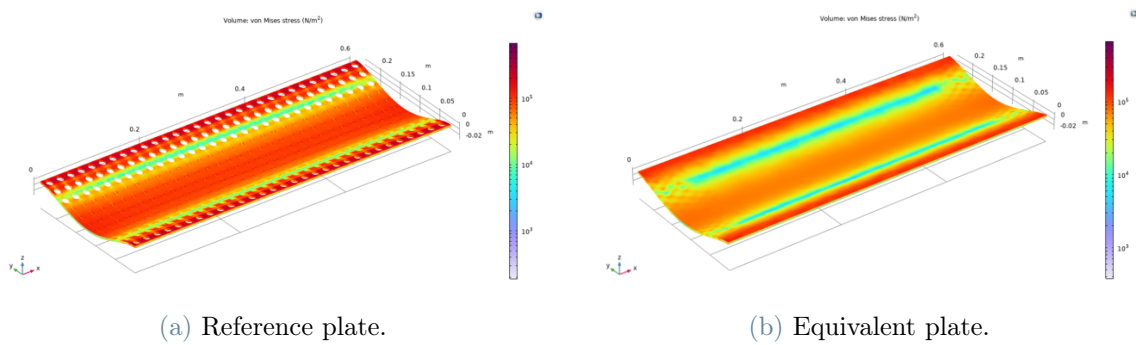 Volume: von Mises stress (N/m²)
0.6
0.2
m
0.15
m
0.4
0.1
0.05
0
m
-0.02
0.2
0
10⁵
10⁴
10³
z
y
x
(a) Reference plate.
Volume: von Mises stress (N/m²)
0.6
0.2
m
0.15
m
0.4
0.1
0.05
0
0
m
-0.02
0.2
0
10⁵
10⁴
10³
z
y
x
(b) Equivalent plate.